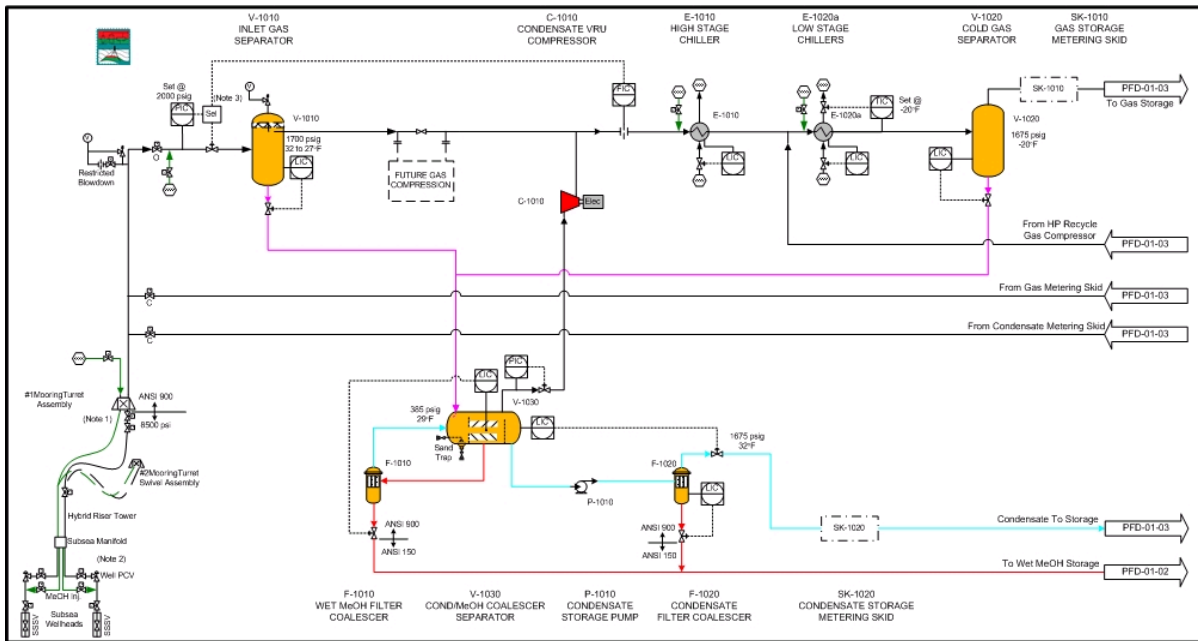 V-1010
INLET GAS
SEPARATOR
C-1010
CONDENSATE VRU
COMPRESSOR
E-1010
HIGH STAGE
CHILLER
E-1020a
LOW STAGE
CHILLERS
V-1020
COLD GAS
SEPARATOR
SK-1010
GAS STORAGE
METERING SKID
Set @
2000 psig
(Note 3)
PIC
Sel
V
V-1010
FIC
E-1010
E-1020a
TIC
Set @
-20°F
SK-1010
PFD-01-03
To Gas Storage
V-1020
1675 psig
-20°F
V
Restricted
Blowdown
O
1700 psig
32 to 27°F
LIC
FUTURE GAS
COMPRESSION
LIC
LIC
LIC
C-1010
Elec
From HP Recycle
Gas Compressor
PFD-01-03
From Gas Metering Skid
PFD-01-03
C
From Condensate Metering Skid
PFD-01-03
C
#1MooringTurret
Assembly
ANSI 900
(Note 1)
8500 psi
LIC
PIC
V-1030
385 psig
29°F
LIC
1675 psig
32°F
Sand
Trap
F-1010
F-1020
LIC
P-1010
#2MooringTurret
Swivel Assembly
Hybrid Riser Tower
ANSI 900
ANSI 150
ANSI 900
ANSI 150
SK-1020
Condensate To Storage
PFD-01-03
Subsea Manifold
(Note 2)
Well PCV
MeOH Inj.
Subsea
Wellheads
SSSV
SSSV
To Wet MeOH Storage
PFD-01-02
F-1010
WET MeOH FILTER
COALESCER
V-1030
COND/MeOH COALESCER
SEPARATOR
P-1010
CONDENSATE
STORAGE PUMP
F-1020
CONDENSATE
FILTER COALESCER
SK-1020
CONDENSATE STORAGE
METERING SKID